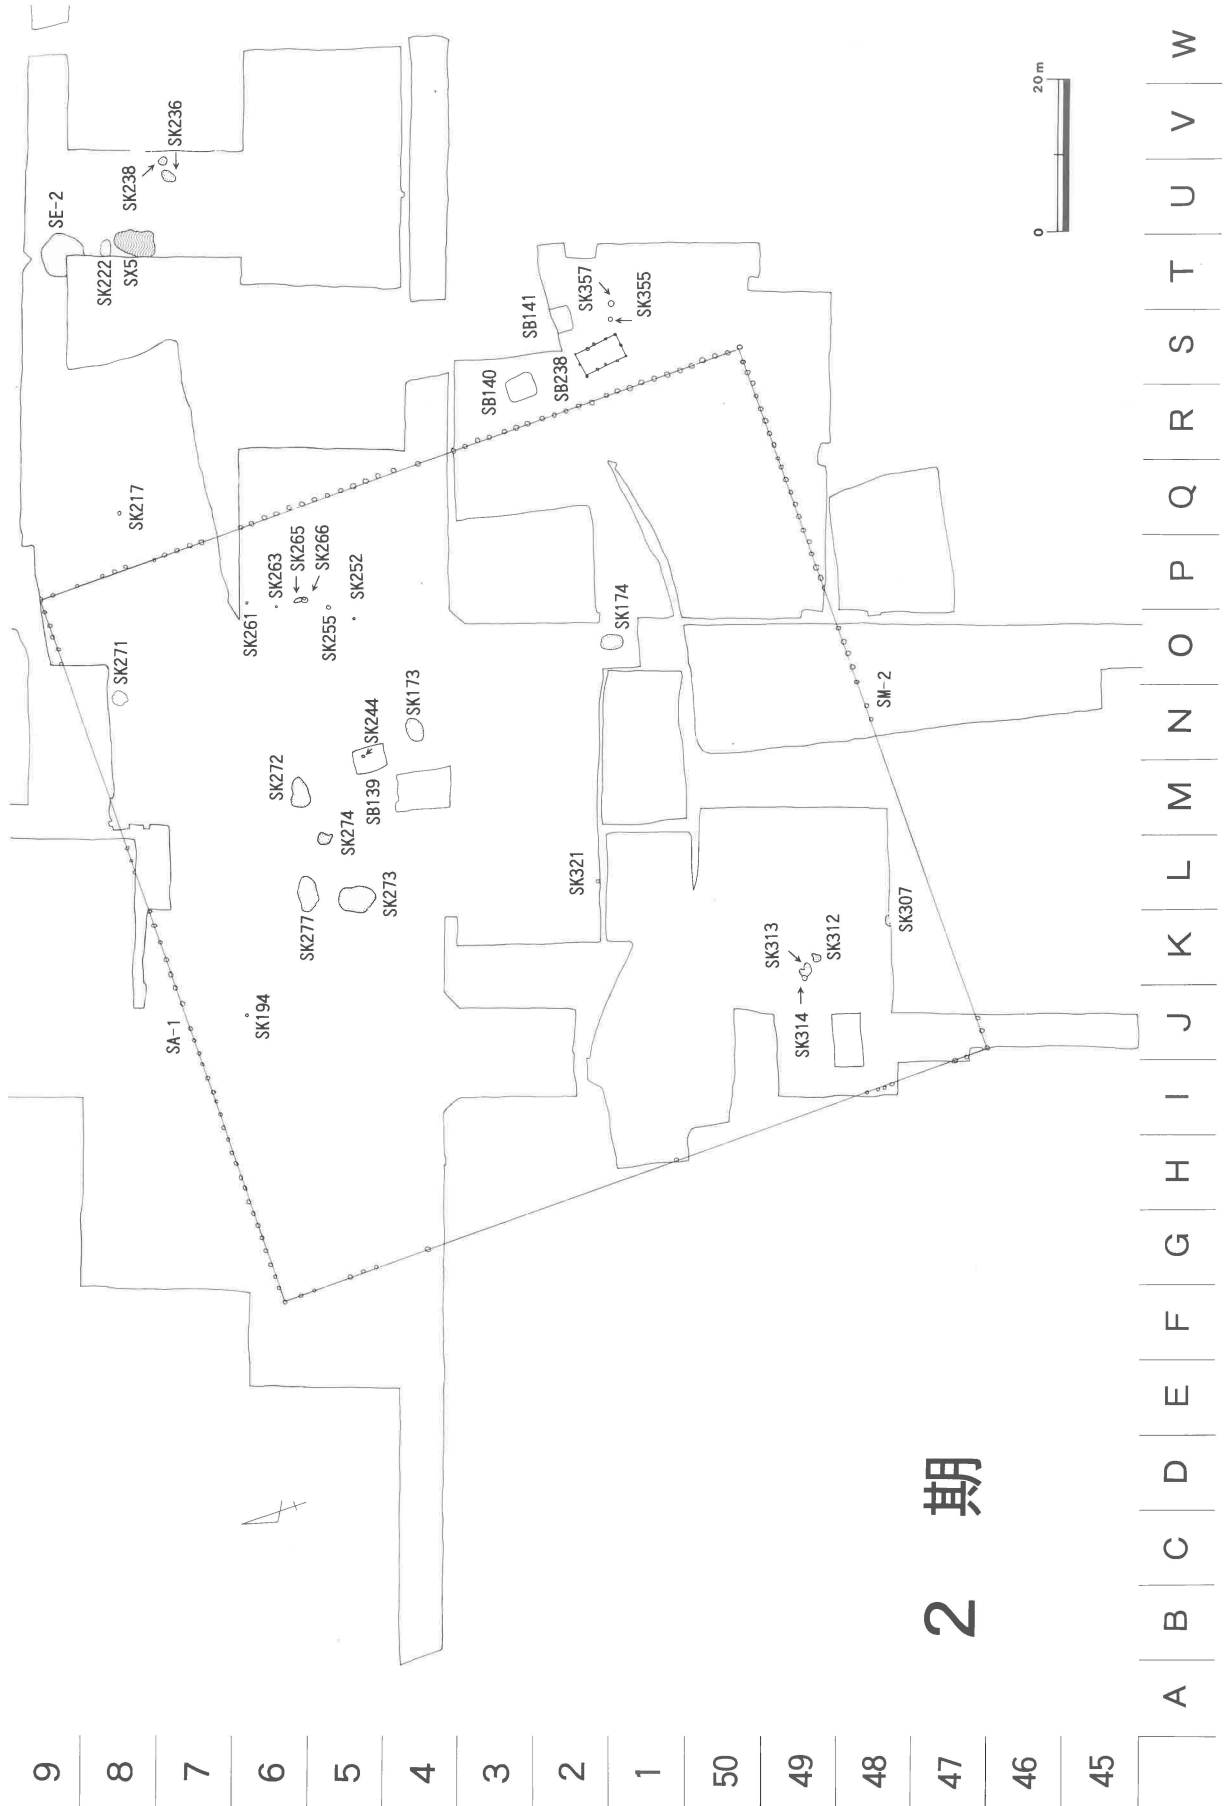 2 期
SE-2
SK238
SK236
SK222
SX5
SK217
SK271
SA-1
SK194
SK261
SK263
SK265
SK266
SK255
SK252
SK272
SK244
SK173
SB139
SK274
SK277
SK273
SB140
SB141
SB238
SK357
SK355
SK174
SK321
SM-2
SK307
SK313
SK312
SK314
0 20m
9 8 7 6 5 4 3 2 1 50 49 48 47 46 45
A B C D E F G H I J K L M N O P Q R S T U V W